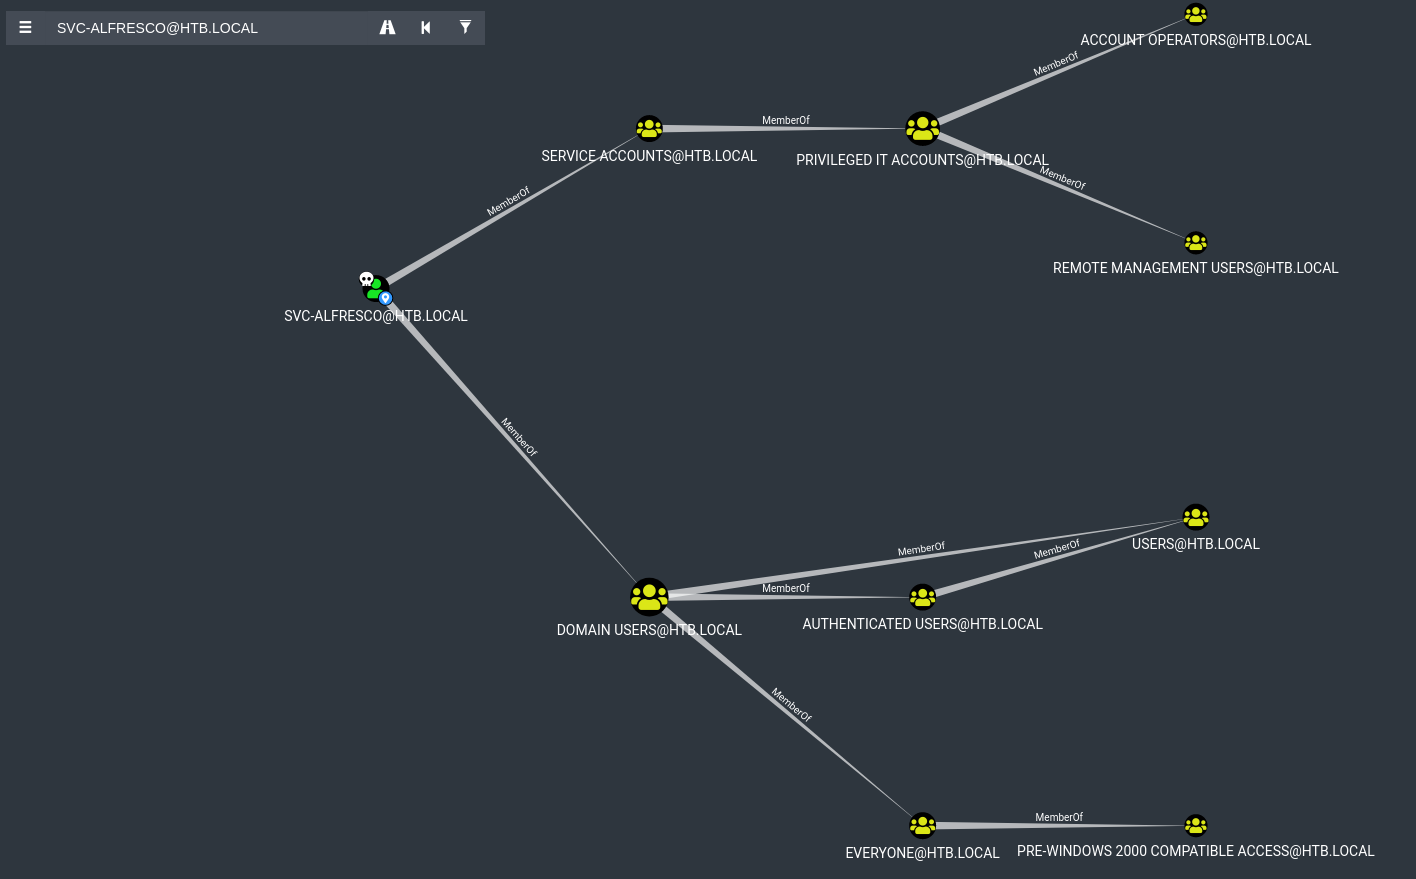 SVC-ALFRESCO@HTB.LOCAL
ACCOUNT OPERATORS@HTB.LOCAL
MemberOf
MemberOf
SERVICE ACCOUNTS@HTB.LOCAL
PRIVILEGED IT ACCOUNTS@HTB.LOCAL
MemberOf
MemberOf
REMOTE MANAGEMENT USERS@HTB.LOCAL
SVC-ALFRESCO@HTB.LOCAL
MemberOf
USERS@HTB.LOCAL
MemberOf
MemberOf
MemberOf
AUTHENTICATED USERS@HTB.LOCAL
DOMAIN USERS@HTB.LOCAL
MemberOf
MemberOf
EVERYONE@HTB.LOCAL
PRE-WINDOWS 2000 COMPATIBLE ACCESS@HTB.LOCAL